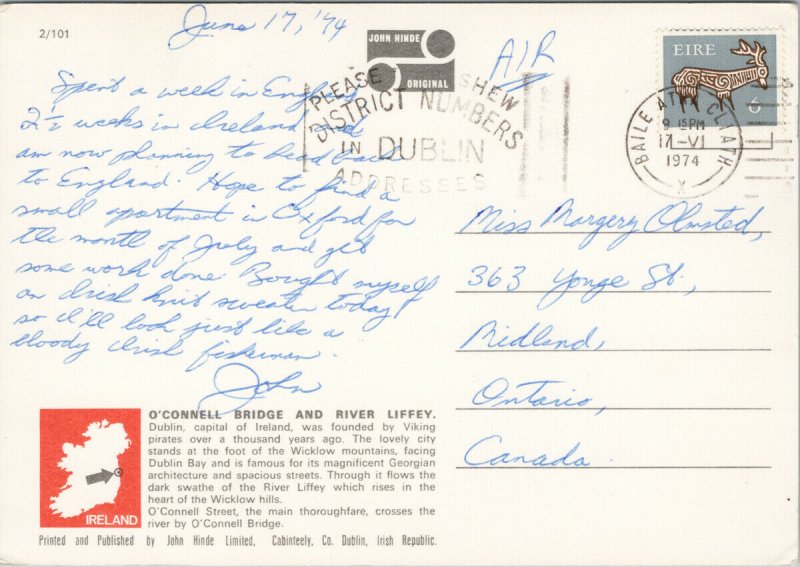 2/101
June 17, '74
JOHN HINDE
ORIGINAL
AIR
EIRE
6
PLEASE SHEW
DISTRICT NUMBERS
IN DUBLIN
ADDRESSES
BAILE ATHA CLIATH
9 15PM
17-VI
1974
X
Spent a week in England
2½ weeks in Ireland and
am now planning to head back
to England. Hope to find a
small apartment in Oxford for
the month of July and get
some work done Bought myself
an Irish knit sweater today
so I'll look just like a
bloody Irish fisherman.
John
Miss Margery Olmsted,
363 Yonge St.,
Midland,
Ontario,
Canada.
O'CONNELL BRIDGE AND RIVER LIFFEY.
Dublin, capital of Ireland, was founded by Viking
pirates over a thousand years ago. The lovely city
stands at the foot of the Wicklow mountains, facing
Dublin Bay and is famous for its magnificent Georgian
architecture and spacious streets. Through it flows the
dark swathe of the River Liffey which rises in the
heart of the Wicklow hills.
O'Connell Street, the main thoroughfare, crosses the
river by O'Connell Bridge.
IRELAND
Printed and Published by John Hinde Limited, Cabinteely, Co. Dublin, Irish Republic.